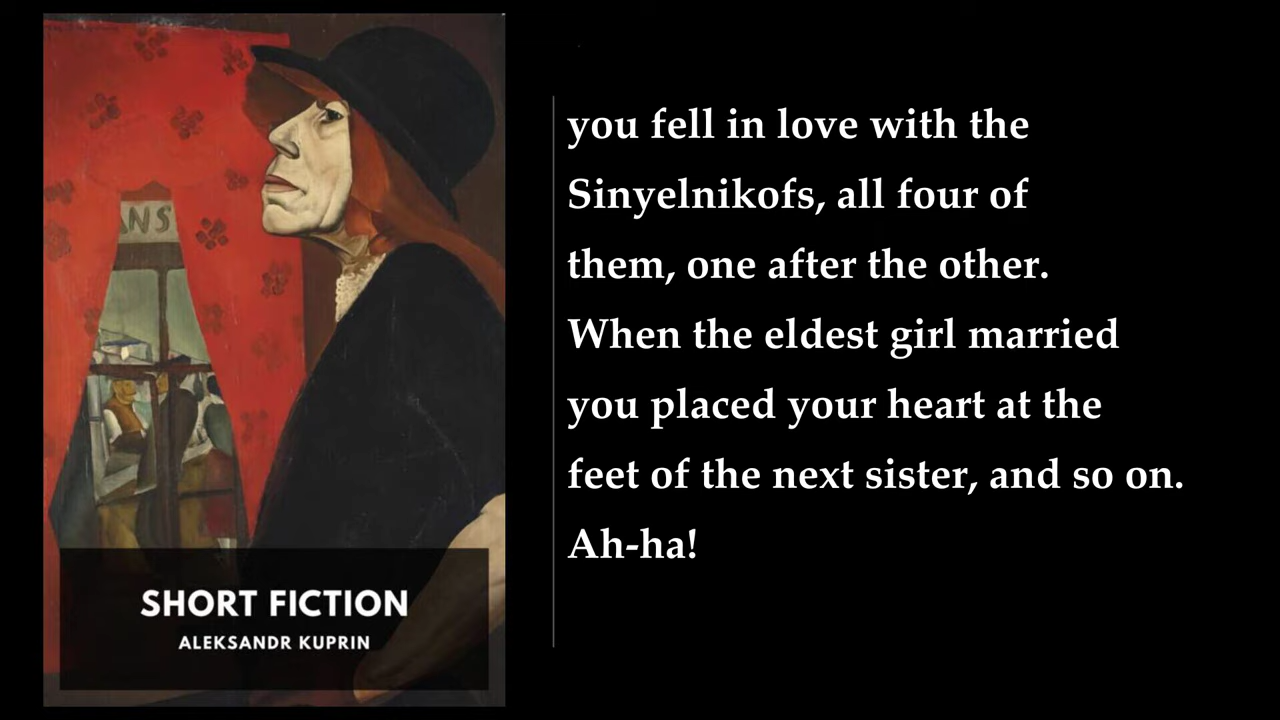 you fell in love with the
Sinyelnikofs, all four of
them, one after the other.
When the eldest girl married
you placed your heart at the
feet of the next sister, and so on.
Ah-ha!
ANS
SHORT FICTION
ALEKSANDR KUPRIN